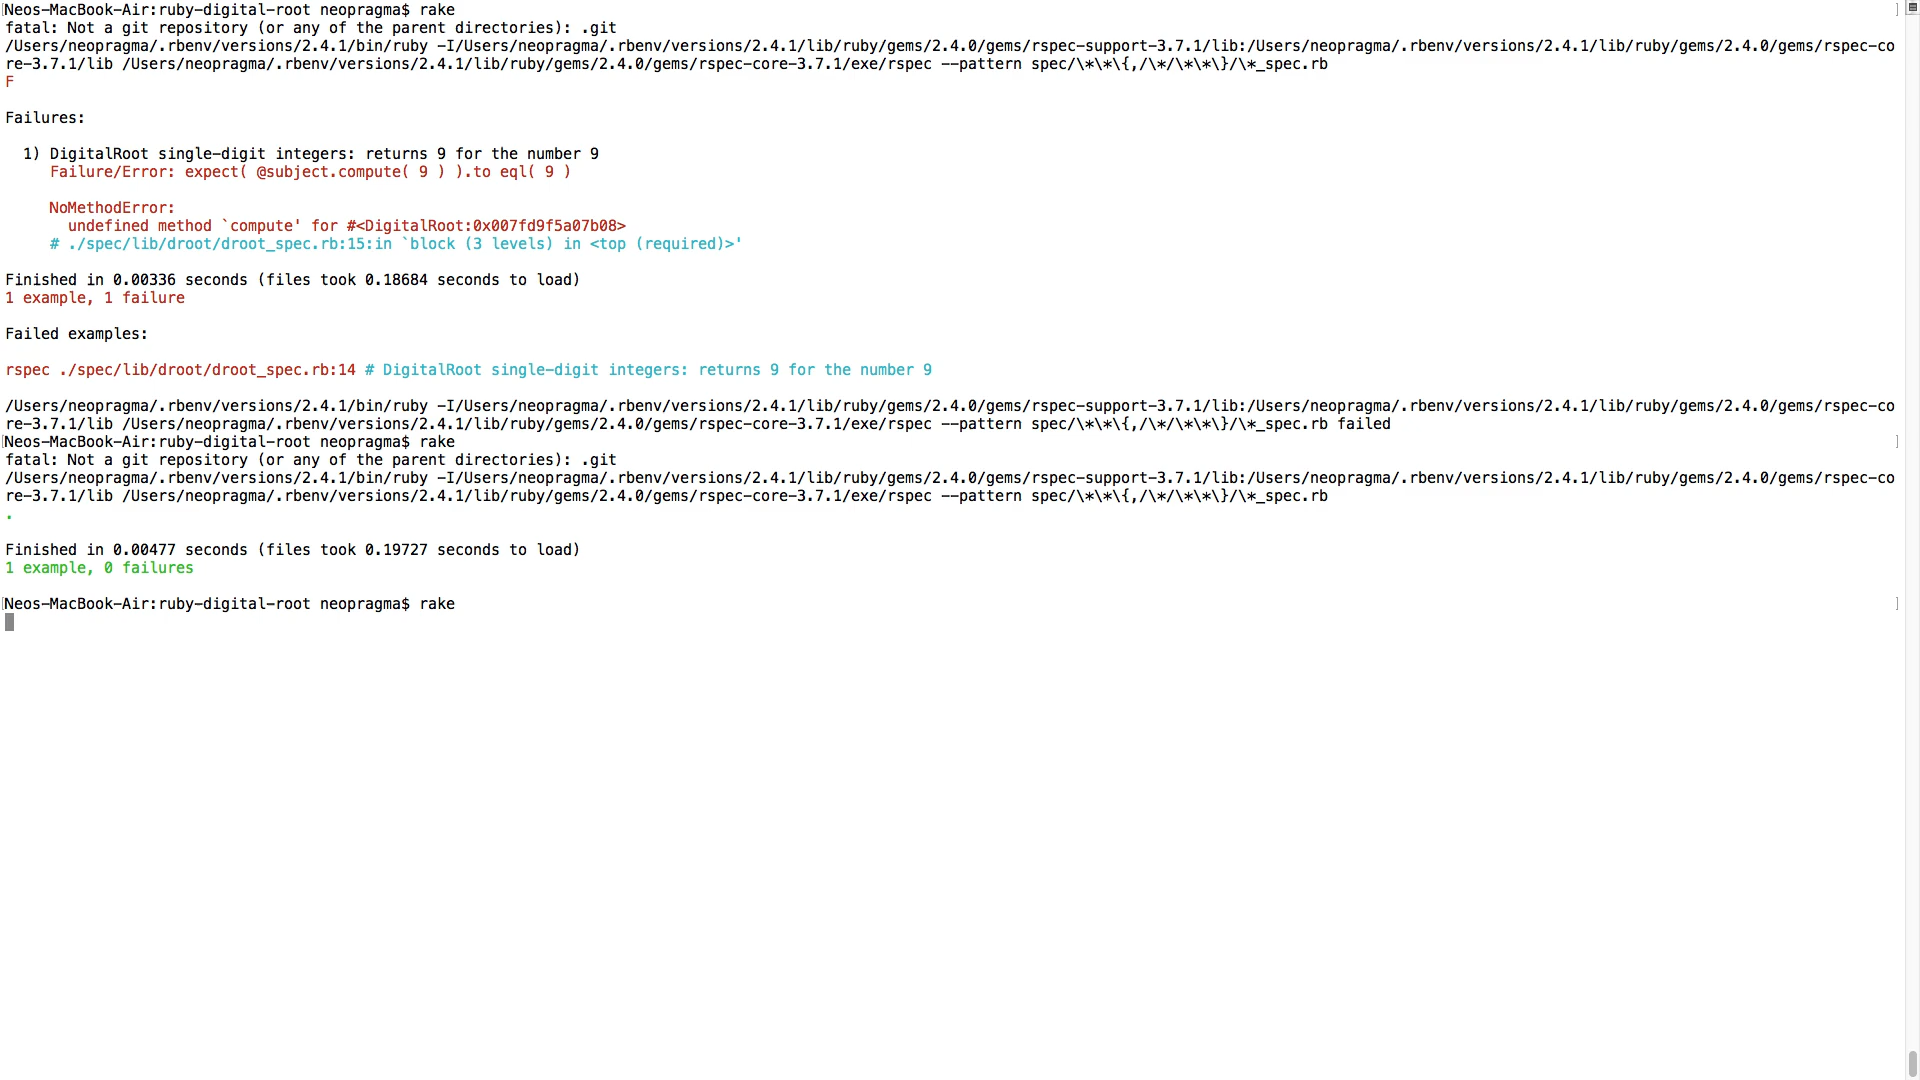 Neos-MacBook-Air:ruby-digital-root neopragma$ rake
fatal: Not a git repository (or any of the parent directories): .git
/Users/neopragma/.rbenv/versions/2.4.1/bin/ruby -I/Users/neopragma/.rbenv/versions/2.4.1/lib/ruby/gems/2.4.0/gems/rspec-support-3.7.1/lib:/Users/neopragma/.rbenv/versions/2.4.1/lib/ruby/gems/2.4.0/gems/rspec-co
re-3.7.1/lib /Users/neopragma/.rbenv/versions/2.4.1/lib/ruby/gems/2.4.0/gems/rspec-core-3.7.1/exe/rspec --pattern spec/\*\*\{,/\*/\*\*\}/\*_spec.rb
F
Failures:
1) DigitalRoot single-digit integers: returns 9 for the number 9
Failure/Error: expect( @subject.compute( 9 ) ).to eql( 9 )
NoMethodError:
undefined method `compute' for #<DigitalRoot:0x007fd9f5a07b08>
# ./spec/lib/droot/droot_spec.rb:15:in `block (3 levels) in <top (required)>'
Finished in 0.00336 seconds (files took 0.18684 seconds to load)
1 example, 1 failure
Failed examples:
rspec ./spec/lib/droot/droot_spec.rb:14 # DigitalRoot single-digit integers: returns 9 for the number 9
/Users/neopragma/.rbenv/versions/2.4.1/bin/ruby -I/Users/neopragma/.rbenv/versions/2.4.1/lib/ruby/gems/2.4.0/gems/rspec-support-3.7.1/lib:/Users/neopragma/.rbenv/versions/2.4.1/lib/ruby/gems/2.4.0/gems/rspec-co
re-3.7.1/lib /Users/neopragma/.rbenv/versions/2.4.1/lib/ruby/gems/2.4.0/gems/rspec-core-3.7.1/exe/rspec --pattern spec/\*\*\{,/\*/\*\*\}/\*_spec.rb failed
Neos-MacBook-Air:ruby-digital-root neopragma$ rake
fatal: Not a git repository (or any of the parent directories): .git
/Users/neopragma/.rbenv/versions/2.4.1/bin/ruby -I/Users/neopragma/.rbenv/versions/2.4.1/lib/ruby/gems/2.4.0/gems/rspec-support-3.7.1/lib:/Users/neopragma/.rbenv/versions/2.4.1/lib/ruby/gems/2.4.0/gems/rspec-co
re-3.7.1/lib /Users/neopragma/.rbenv/versions/2.4.1/lib/ruby/gems/2.4.0/gems/rspec-core-3.7.1/exe/rspec --pattern spec/\*\*\{,/\*/\*\*\}/\*_spec.rb
.
Finished in 0.00477 seconds (files took 0.19727 seconds to load)
1 example, 0 failures
Neos-MacBook-Air:ruby-digital-root neopragma$ rake